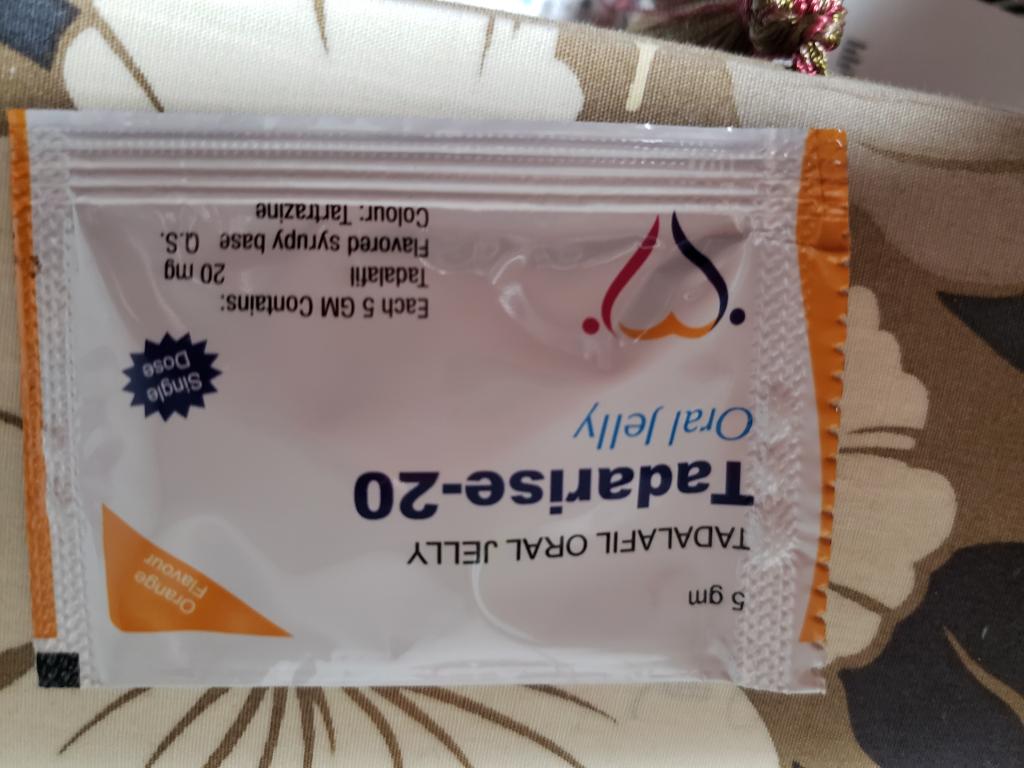 5 gm
TADALAFIL ORAL JELLY
Tadarise-20
Oral Jelly
Orange
Flavour
Single
Dose
Each 5 GM Contains:
Tadalafil 20 mg
Flavored syrupy base Q.S.
Colour: Tartrazine